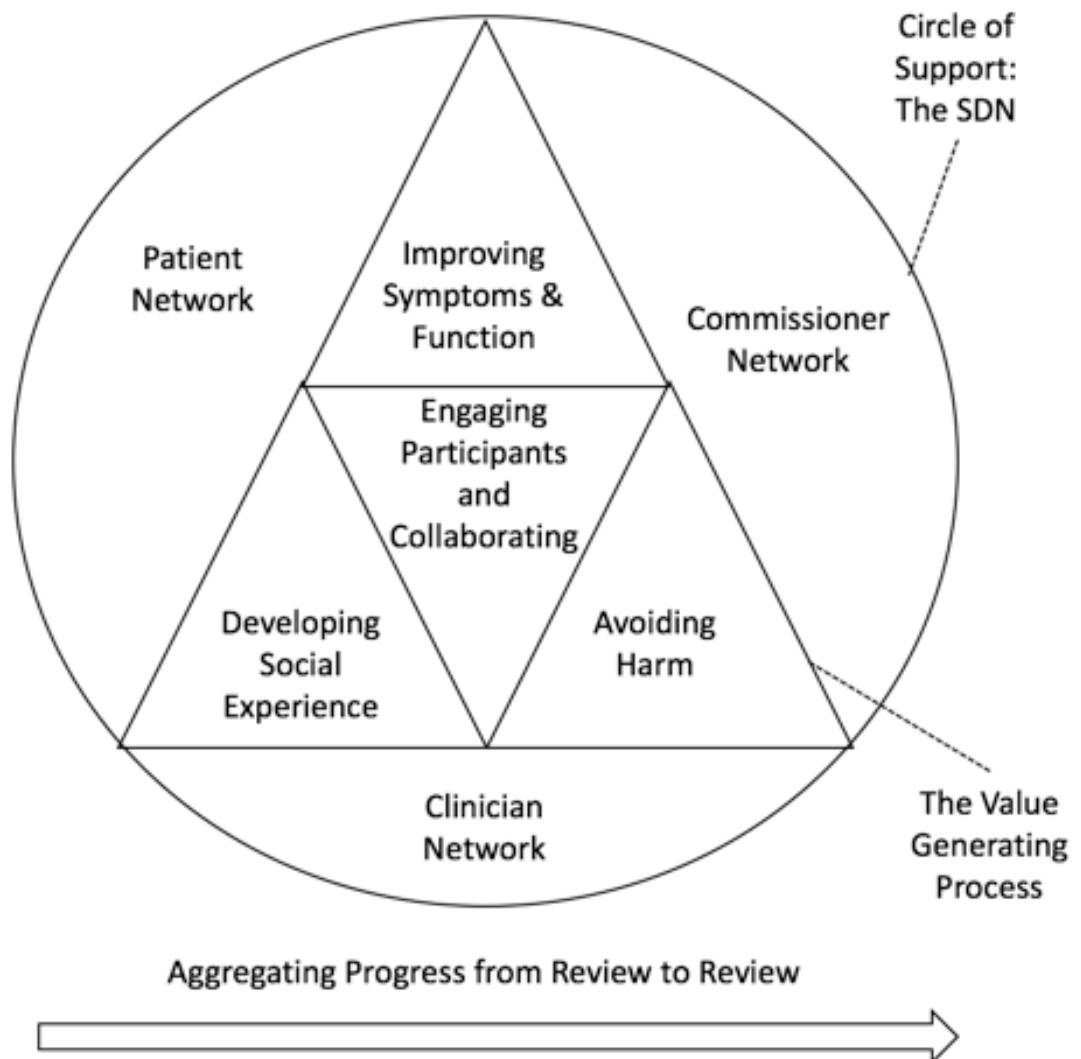 Circle of
Support:
The SDN
Patient
Network
Improving
Symptoms &
Function
Commissioner
Network
Engaging
Participants
and
Collaborating
Developing
Social
Experience
Avoiding
Harm
Clinician
Network
The Value
Generating
Process
Aggregating Progress from Review to Review